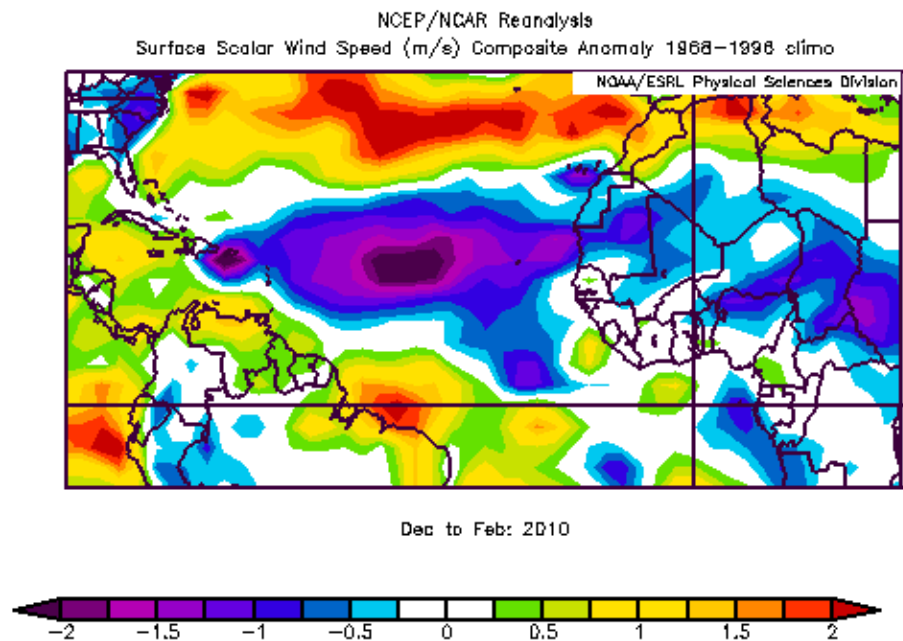 NCEP/NCAR Reanalysis
Surface Scalar Wind Speed (m/s) Composite Anomaly 1968-1996 climo
NOAA/ESRL Physical Sciences Division
Dec to Feb: 2010
-2 -1.5 -1 -0.5 0 0.5 1 1.5 2